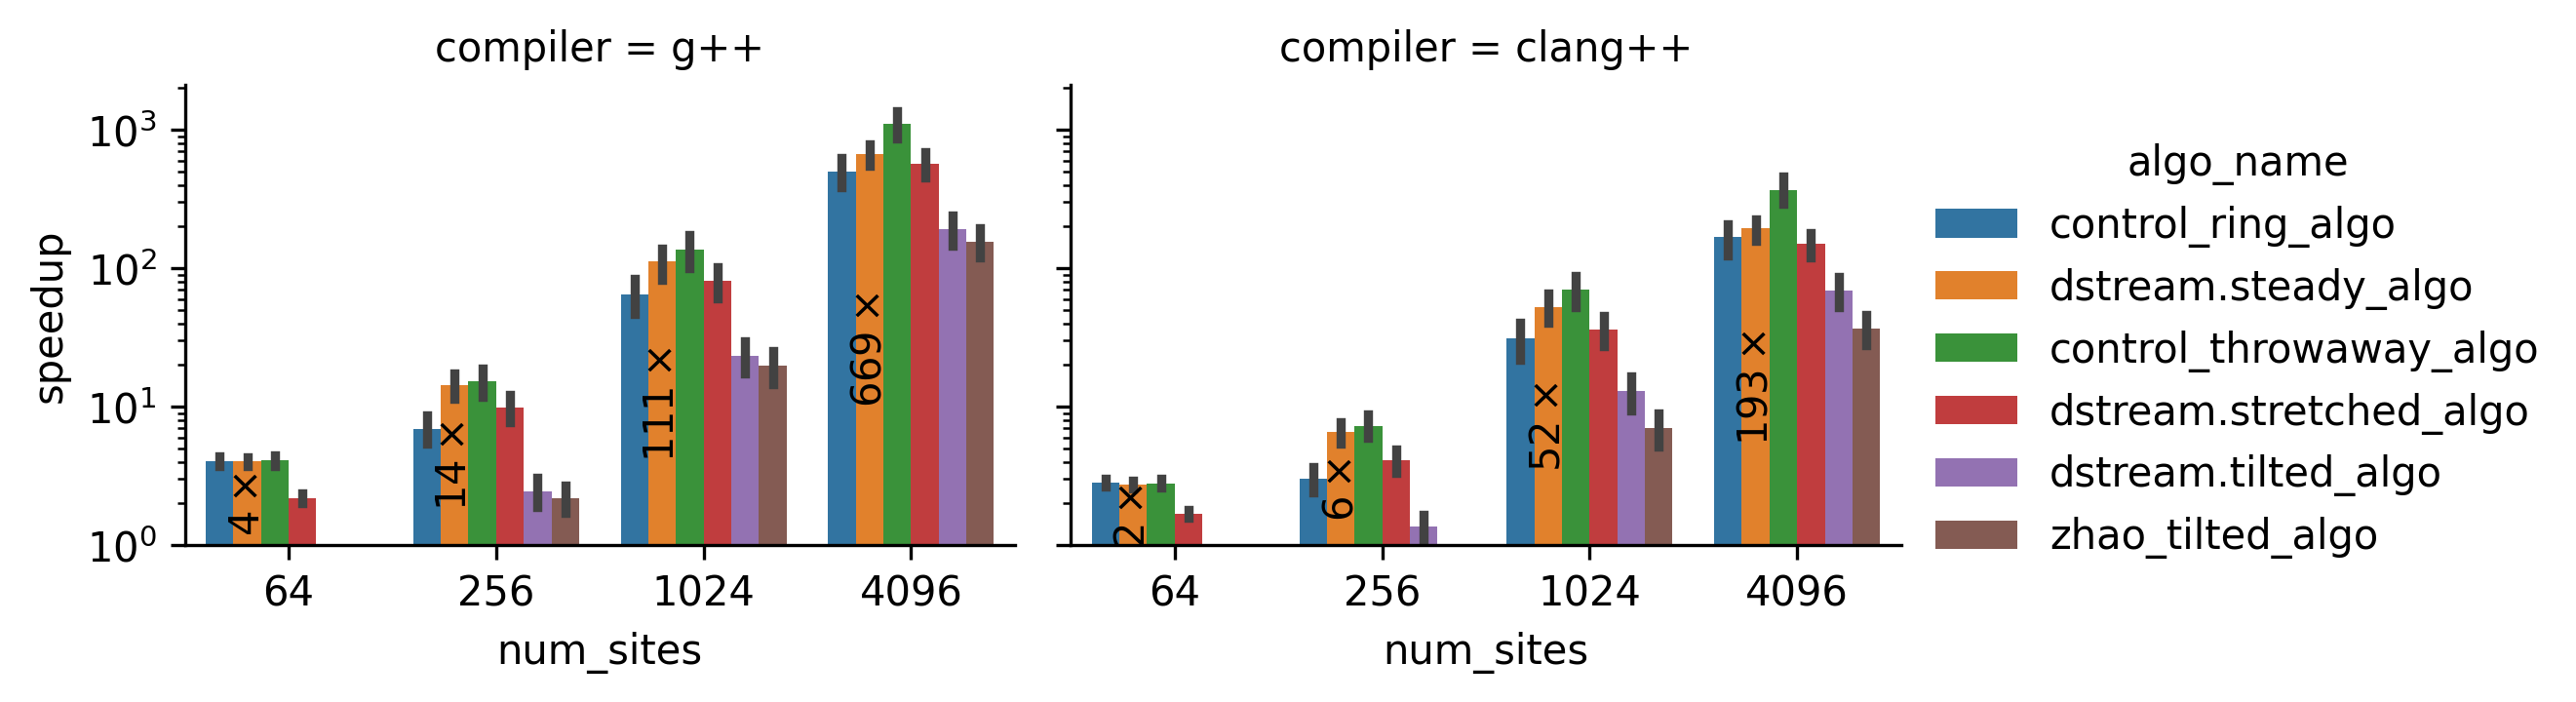 compiler = g++
compiler = clang++
speedup
10³
10²
10¹
10⁰
4 ×
14 ×
111 ×
669 ×
64
256
1024
4096
num_sites
2 ×
6 ×
52 ×
193 ×
64
256
1024
4096
num_sites
algo_name
control_ring_algo
dstream.steady_algo
control_throwaway_algo
dstream.stretched_algo
dstream.tilted_algo
zhao_tilted_algo